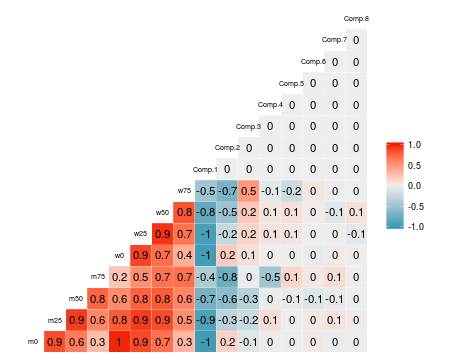 Comp.8
Comp.7 0
Comp.6 0 0
Comp.5 0 0 0
Comp.4 0 0 0 0
Comp.3 0 0 0 0 0
Comp.2 0 0 0 0 0 0
Comp.1 0 0 0 0 0 0 0
w75 -0.5 -0.7 0.5 -0.1 -0.2 0 0 0
w50 0.8 -0.8 -0.5 0.2 0.1 0.1 0 -0.1 0.1
w25 0.9 0.7 -1 -0.2 0.2 0.1 0.1 0 0 -0.1
w0 0.9 0.7 0.4 -1 0.2 0.1 0 0 0 0 0
m75 0.2 0.5 0.7 0.7 -0.4 -0.8 0 -0.5 0.1 0 0.1 0
m50 0.8 0.6 0.8 0.8 0.6 -0.7 -0.6 -0.3 0 -0.1 -0.1 -0.1 0
m25 0.9 0.6 0.8 0.9 0.9 0.5 -0.9 -0.3 -0.2 0.1 0 0 0.1 0
m0 0.9 0.6 0.3 1 0.9 0.7 0.3 -1 0.2 -0.1 0 0 0 0 0
1.0
0.5
0.0
-0.5
-1.0